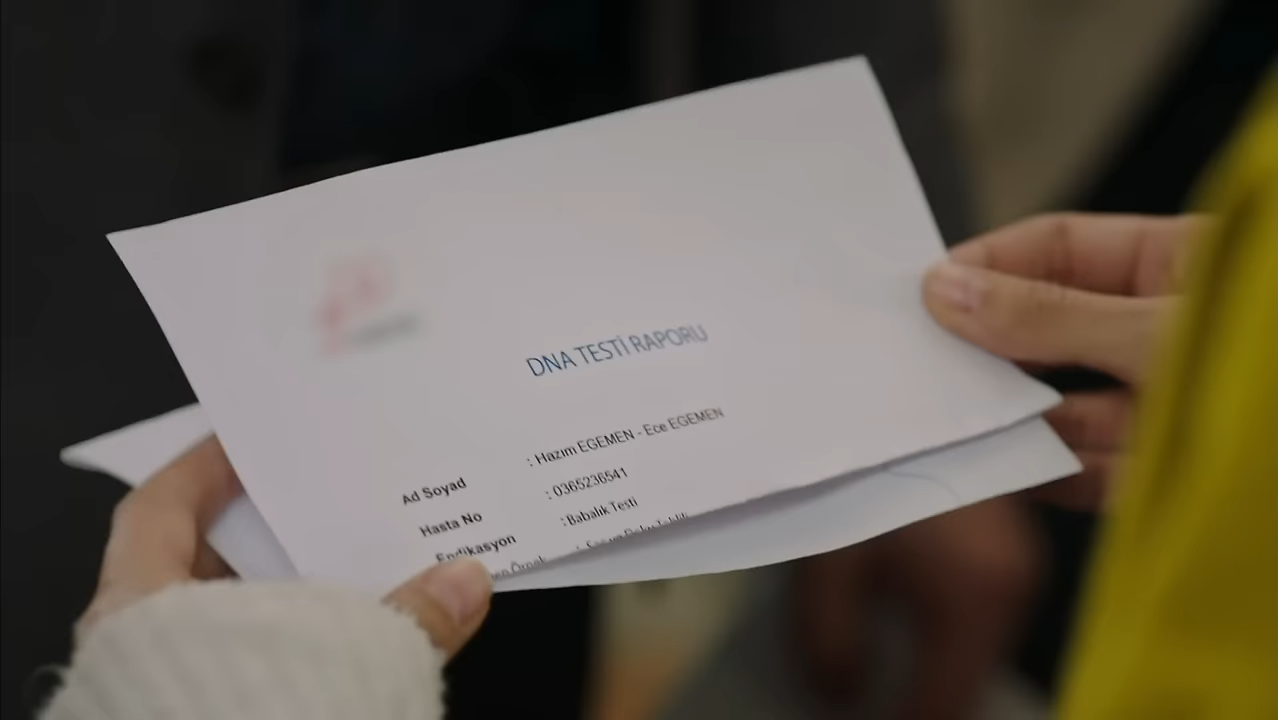 DNA TESTİ RAPORU
Ad Soyad : Hazım EGEMEN - Ece EGEMEN
Hasta No : 0365236541
Endikasyon : Babalık Testi